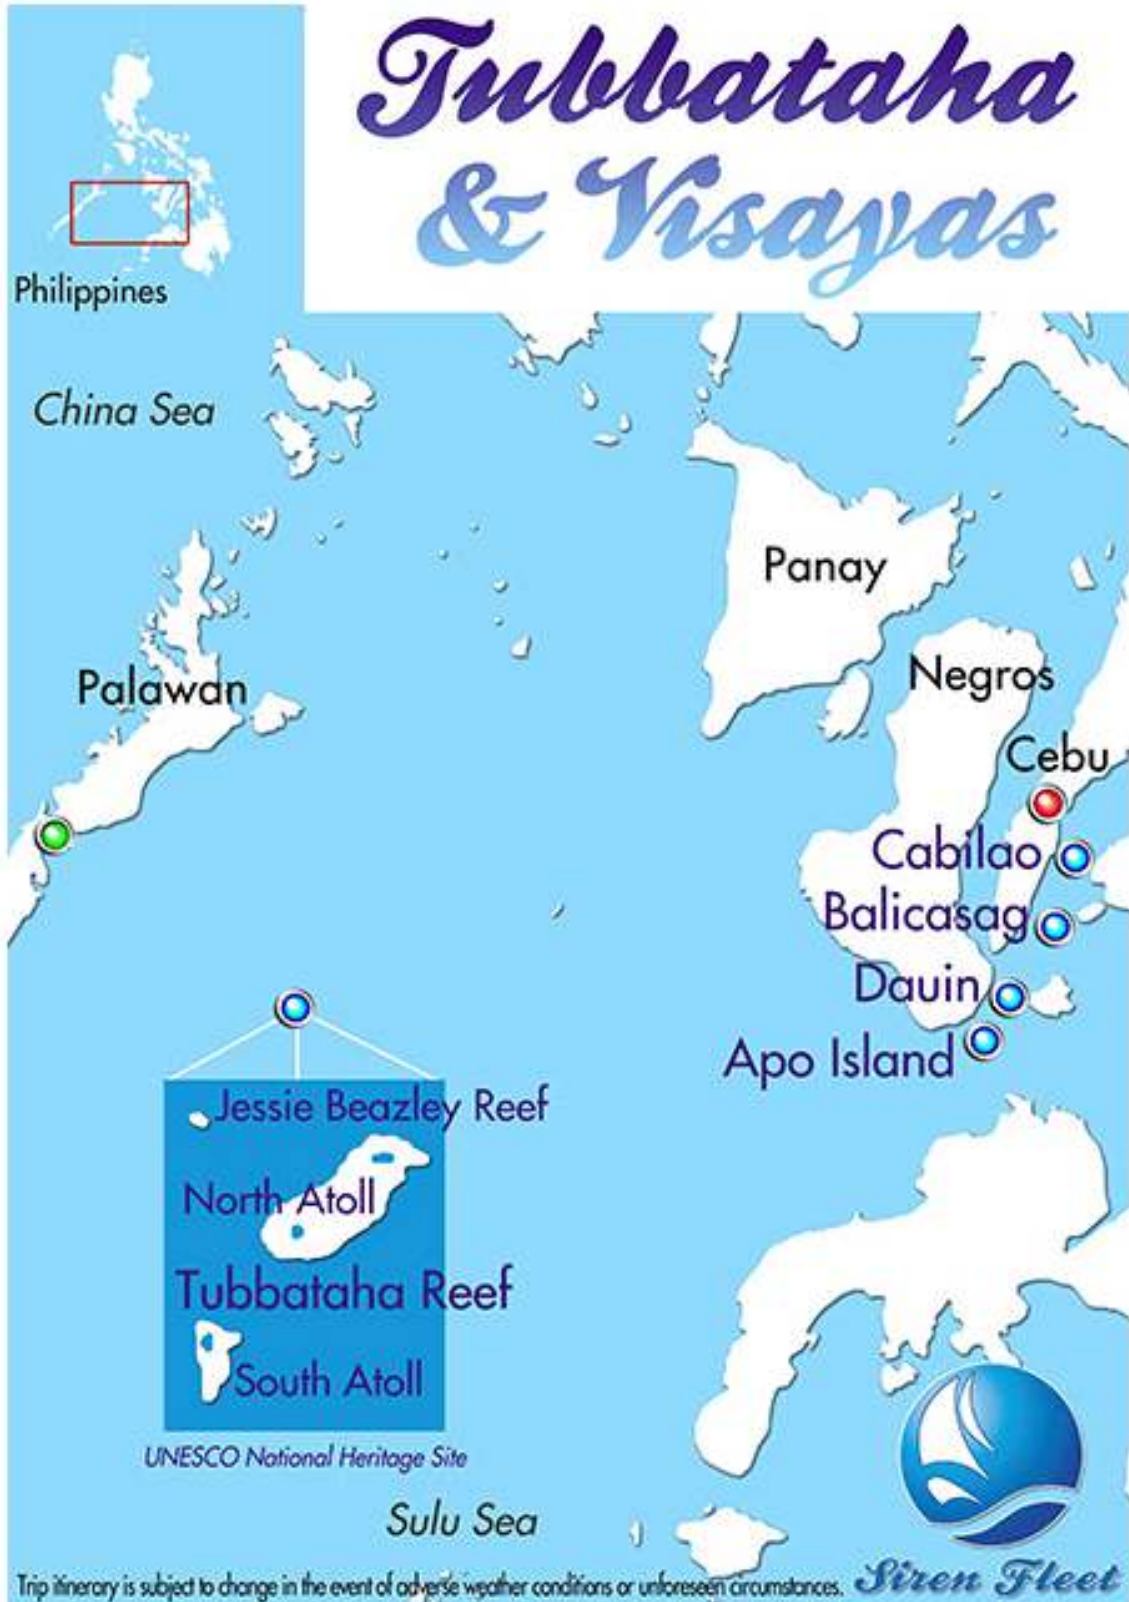 Tubbataha
& Visayas
Philippines
China Sea
Panay
Palawan
Negros
Cebu
Cabilao
Balicasag
Dauin
Apo Island
Jessie Beazley Reef
North Atoll
Tubbataha Reef
South Atoll
UNESCO National Heritage Site
Sulu Sea
Trip itinerary is subject to change in the event of adverse weather conditions or unforeseen circumstances.
Siren Fleet